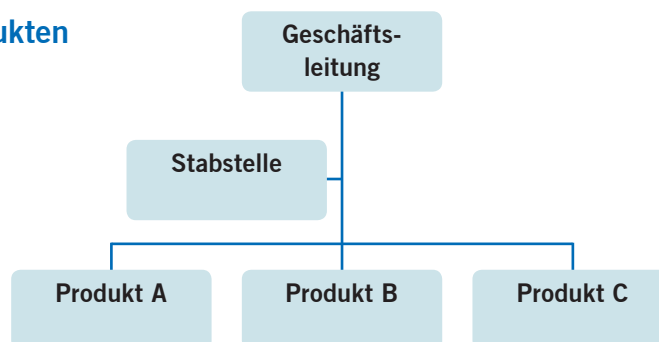 ukten
Geschäfts-
leitung
Stabstelle
Produkt A
Produkt B
Produkt C